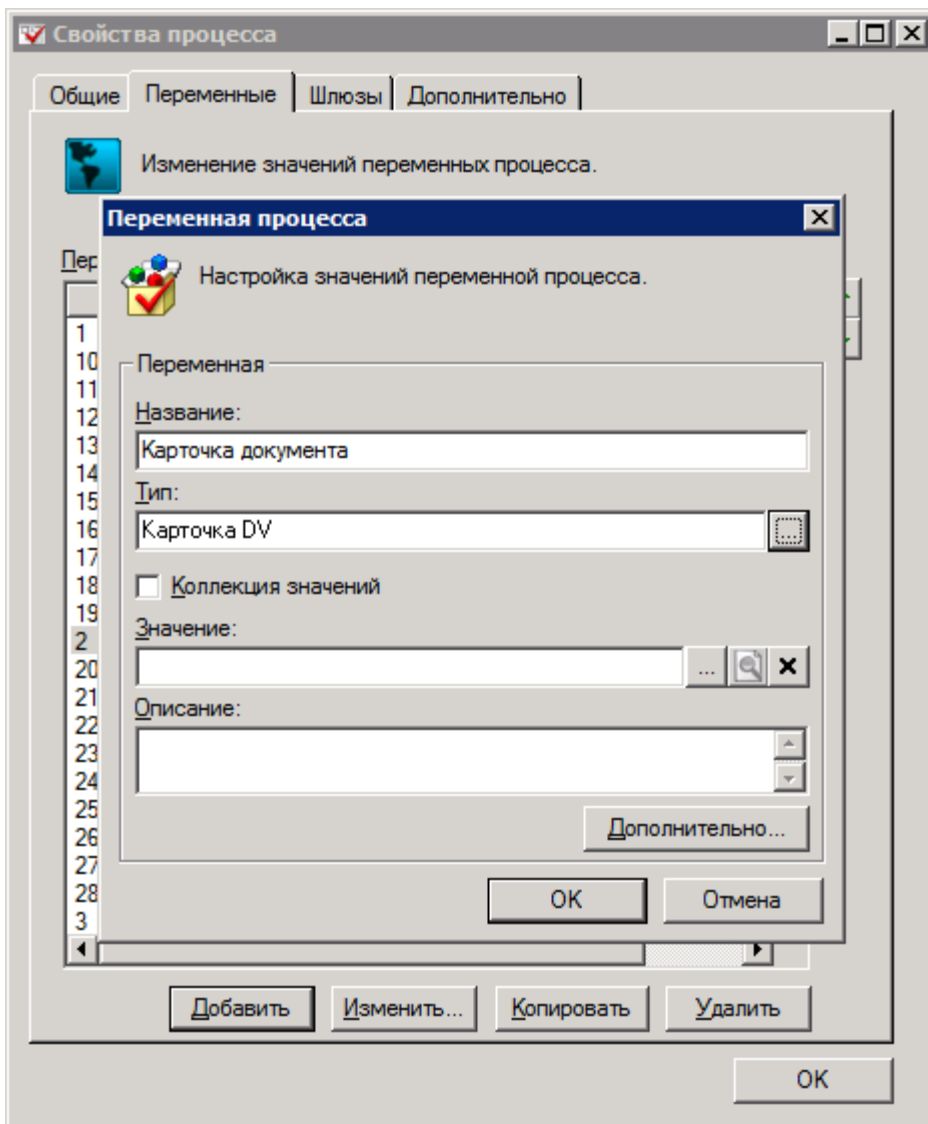 Свойства процесса
Общие Переменные Шлюзы Дополнительно
Изменение значений переменных процесса.
Переменная процесса
Пер
Настройка значений переменной процесса.
1
10
11
12
13
14
15
16
17
18
19
2
20
21
22
23
24
25
26
27
28
3
Переменная
Название:
Карточка документа
Тип:
Карточка DV
...
Коллекция значений
Значение:
...
Описание:
Дополнительно...
OK Отмена
Добавить Изменить... Копировать Удалить
OK